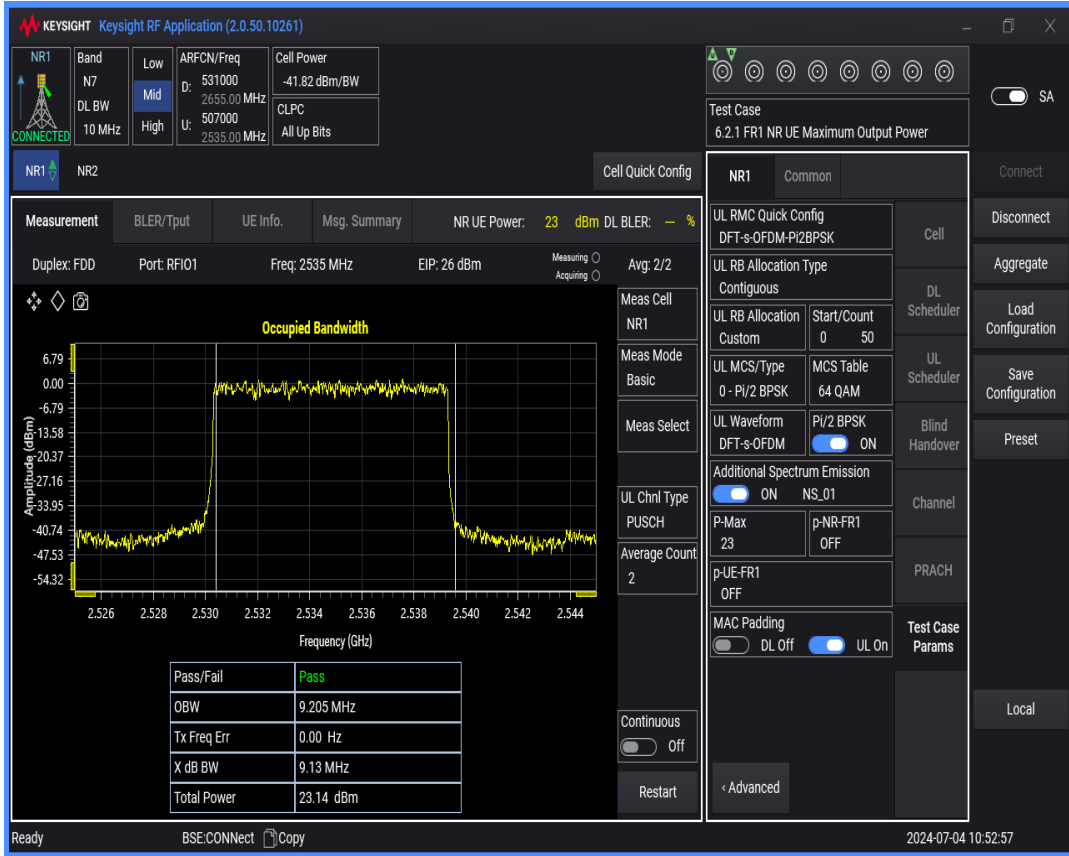 KEYSIGHT Keysight RF Application (2.0.50.10261)
NR1
CONNECTED
Band
N7
DL BW
10 MHz
Low
Mid
High
ARFCN/Freq
D: 531000
2655.00 MHz
U: 507000
2535.00 MHz
Cell Power
-41.82 dBm/BW
CLPC
All Up Bits
Test Case
6.2.1 FR1 NR UE Maximum Output Power
SA
NR1 NR2
Cell Quick Config
Measurement BLER/Tput UE Info. Msg. Summary NR UE Power: 23 dBm DL BLER: -- %
Duplex: FDD Port: RFIO1 Freq: 2535 MHz EIP: 26 dBm Measuring Avg: 2/2
Acquiring
Occupied Bandwidth
Amplitude (dBm)
6.79
0.00
-6.79
-13.58
-20.37
-27.16
-33.95
-40.74
-47.53
-54.32
2.526 2.528 2.530 2.532 2.534 2.536 2.538 2.540 2.542 2.544
Frequency (GHz)
Pass/Fail Pass
OBW 9.205 MHz
Tx Freq Err 0.00 Hz
X dB BW 9.13 MHz
Total Power 23.14 dBm
Meas Cell
NR1
Meas Mode
Basic
Meas Select
UL Chnl Type
PUSCH
Average Count
2
Continuous
Off
Restart
NR1 Common
UL RMC Quick Config
DFT-s-OFDM-Pi2BPSK
UL RB Allocation Type
Contiguous
UL RB Allocation
Custom
Start/Count
0 50
UL MCS/Type
0 - Pi/2 BPSK
MCS Table
64 QAM
UL Waveform
DFT-s-OFDM
Pi/2 BPSK
ON
Additional Spectrum Emission
ON NS_01
P-Max
23
p-NR-FR1
OFF
p-UE-FR1
OFF
MAC Padding
DL Off UL On
‹ Advanced
Cell
DL
Scheduler
UL
Scheduler
Blind
Handover
Channel
PRACH
Test Case
Params
Connect
Disconnect
Aggregate
Load
Configuration
Save
Configuration
Preset
Local
Ready BSE:CONNect Copy 2024-07-04 10:52:57